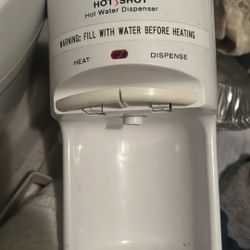 HOT SHOT
Hot Water Dispenser
WARNING: FILL WITH WATER BEFORE HEATING
HEAT DISPENSE